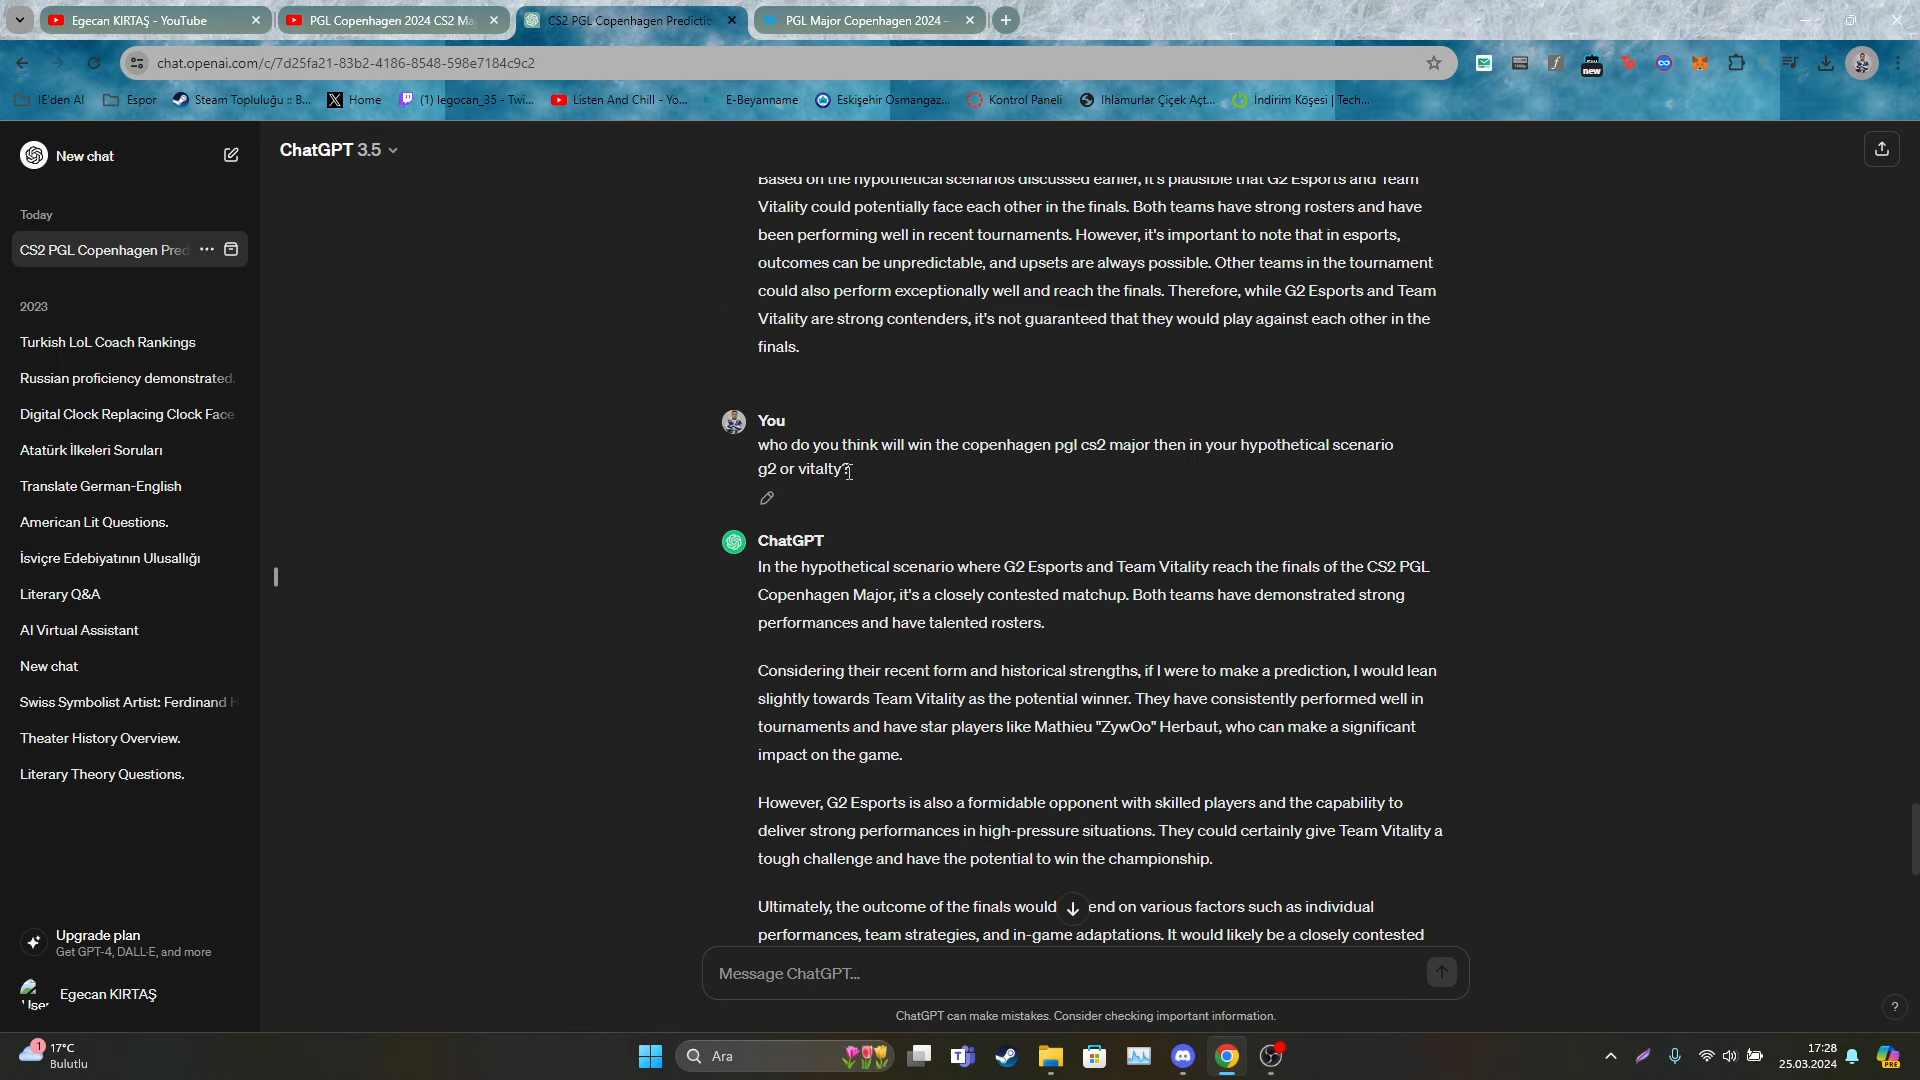 Egecan KIRTAŞ - YouTube
PGL Copenhagen 2024 CS2 Ma
CS2 PGL Copenhagen Predictio
PGL Major Copenhagen 2024 -
chat.openai.com/c/7d25fa21-83b2-4186-8548-598e7184c9c2
new
IE'den Al
Espor
Steam Topluluğu :: B...
Home
(1) legocan_35 - Twi...
Listen And Chill - Yo...
E-Beyanname
Eskişehir Osmangaz...
Kontrol Paneli
Ihlamurlar Çiçek Açt...
İndirim Köşesi | Tech...
New chat
ChatGPT 3.5
Today
CS2 PGL Copenhagen Pred
2023
Turkish LoL Coach Rankings
Russian proficiency demonstrated.
Digital Clock Replacing Clock Face
Atatürk İlkeleri Soruları
Translate German-English
American Lit Questions.
İsviçre Edebiyatının Ulusallığı
Literary Q&A
AI Virtual Assistant
New chat
Swiss Symbolist Artist: Ferdinand H
Theater History Overview.
Literary Theory Questions.
Upgrade plan
Get GPT-4, DALL·E, and more
User
Egecan KIRTAŞ
Based on the hypothetical scenarios discussed earlier, it's plausible that G2 Esports and Team
Vitality could potentially face each other in the finals. Both teams have strong rosters and have
been performing well in recent tournaments. However, it's important to note that in esports,
outcomes can be unpredictable, and upsets are always possible. Other teams in the tournament
could also perform exceptionally well and reach the finals. Therefore, while G2 Esports and Team
Vitality are strong contenders, it's not guaranteed that they would play against each other in the
finals.
You
who do you think will win the copenhagen pgl cs2 major then in your hypothetical scenario
g2 or vitalty?
ChatGPT
In the hypothetical scenario where G2 Esports and Team Vitality reach the finals of the CS2 PGL
Copenhagen Major, it's a closely contested matchup. Both teams have demonstrated strong
performances and have talented rosters.
Considering their recent form and historical strengths, if I were to make a prediction, I would lean
slightly towards Team Vitality as the potential winner. They have consistently performed well in
tournaments and have star players like Mathieu "ZywOo" Herbaut, who can make a significant
impact on the game.
However, G2 Esports is also a formidable opponent with skilled players and the capability to
deliver strong performances in high-pressure situations. They could certainly give Team Vitality a
tough challenge and have the potential to win the championship.
Ultimately, the outcome of the finals would end on various factors such as individual
performances, team strategies, and in-game adaptations. It would likely be a closely contested
Message ChatGPT...
ChatGPT can make mistakes. Consider checking important information.
?
1
17°C
Bulutlu
Ara
PRE
17:28
25.03.2024